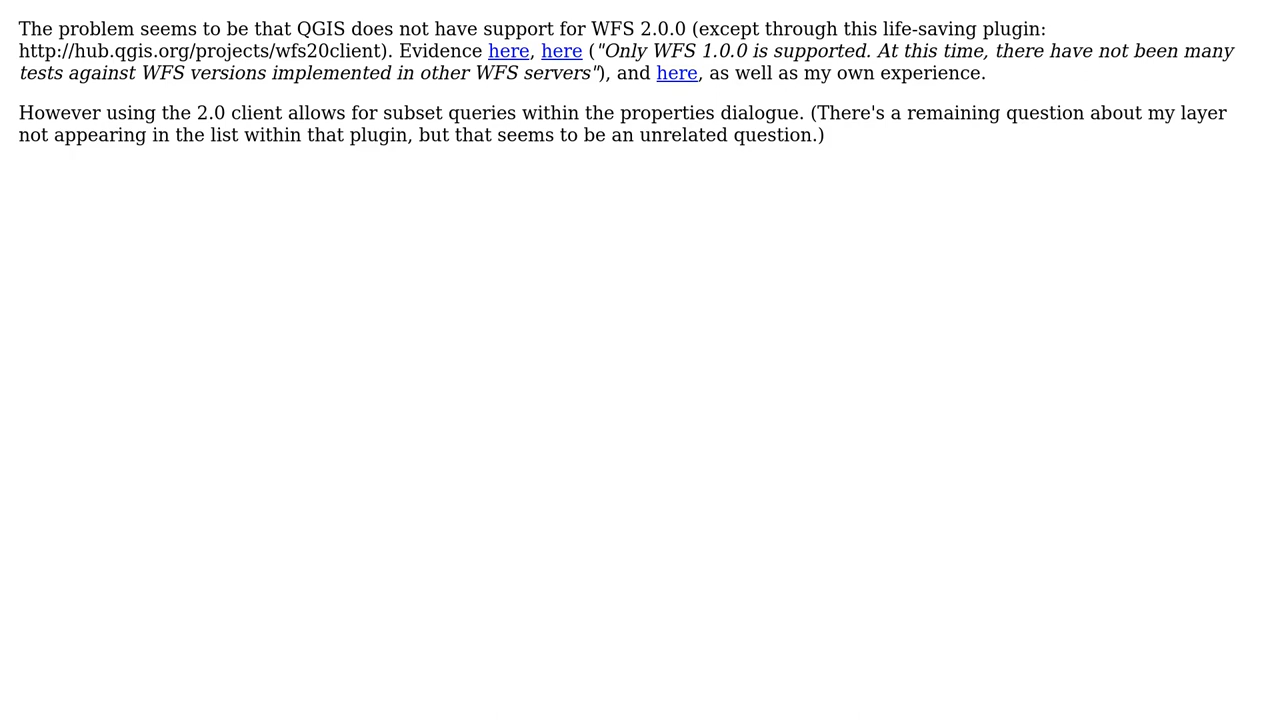 The problem seems to be that QGIS does not have support for WFS 2.0.0 (except through this life-saving plugin:
http://hub.qgis.org/projects/wfs20client). Evidence here, here ("Only WFS 1.0.0 is supported. At this time, there have not been many
tests against WFS versions implemented in other WFS servers"), and here, as well as my own experience.
However using the 2.0 client allows for subset queries within the properties dialogue. (There's a remaining question about my layer
not appearing in the list within that plugin, but that seems to be an unrelated question.)